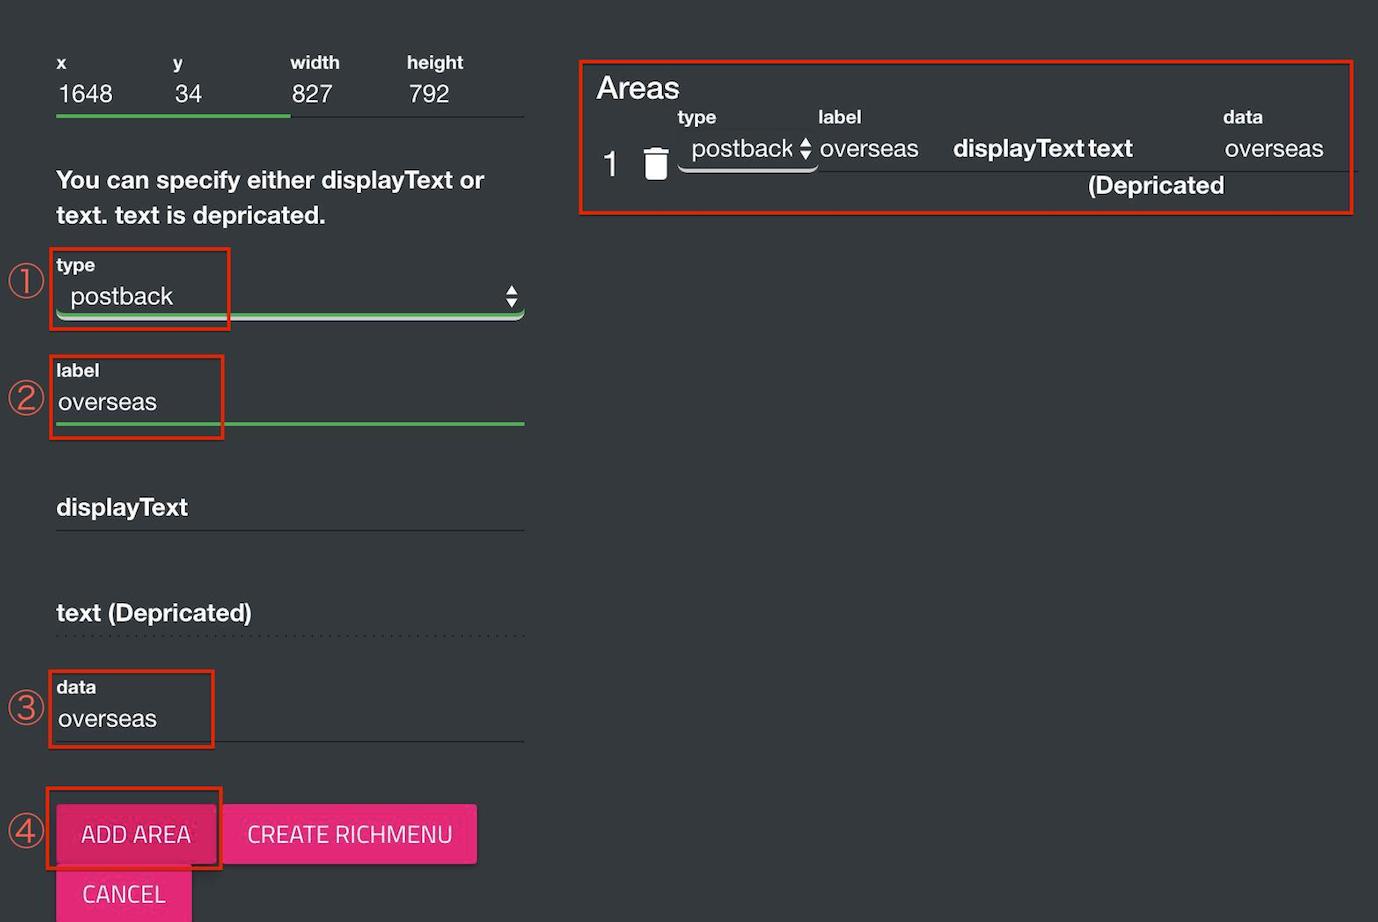 x y width height
1648 34 827 792
You can specify either displayText or
text. text is depricated.
① type
postback
② label
overseas
displayText
text (Depricated)
③ data
overseas
④ ADD AREA CREATE RICHMENU
CANCEL
Areas
type label data
1 postback overseas displayText text overseas
(Depricated